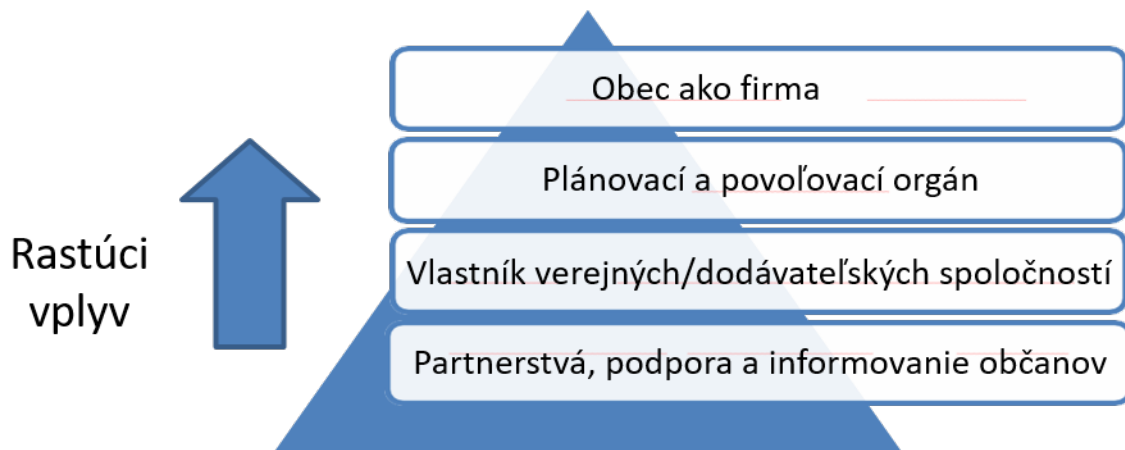 Obec ako firma
Plánovací a povoľovací orgán
Rastúci
vplyv
Vlastník verejných/dodávateľských spoločností
Partnerstvá, podpora a informovanie občanov